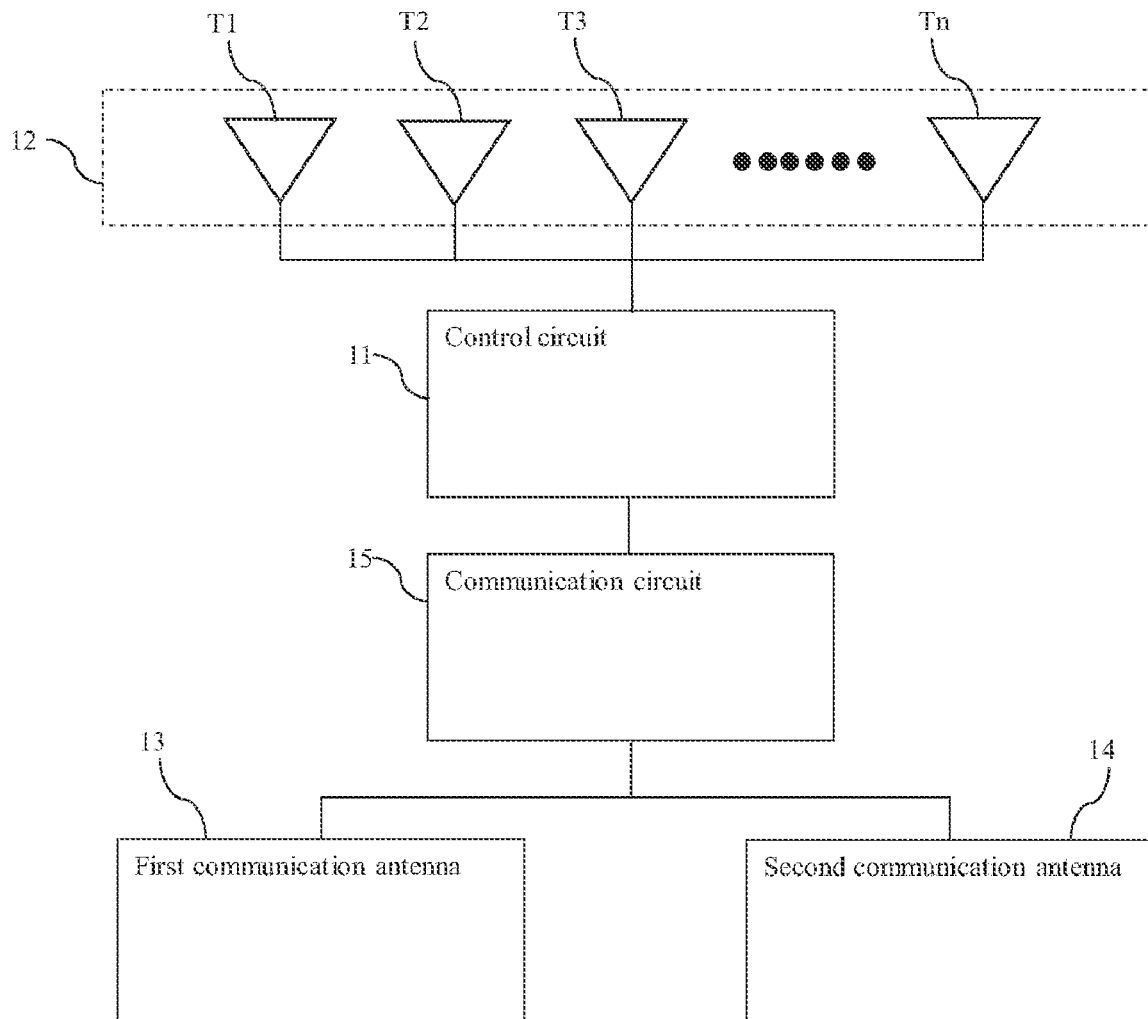 T1
T2
T3
Tn
12
Control circuit
11
15
Communication circuit
13
14
First communication antenna
Second communication antenna